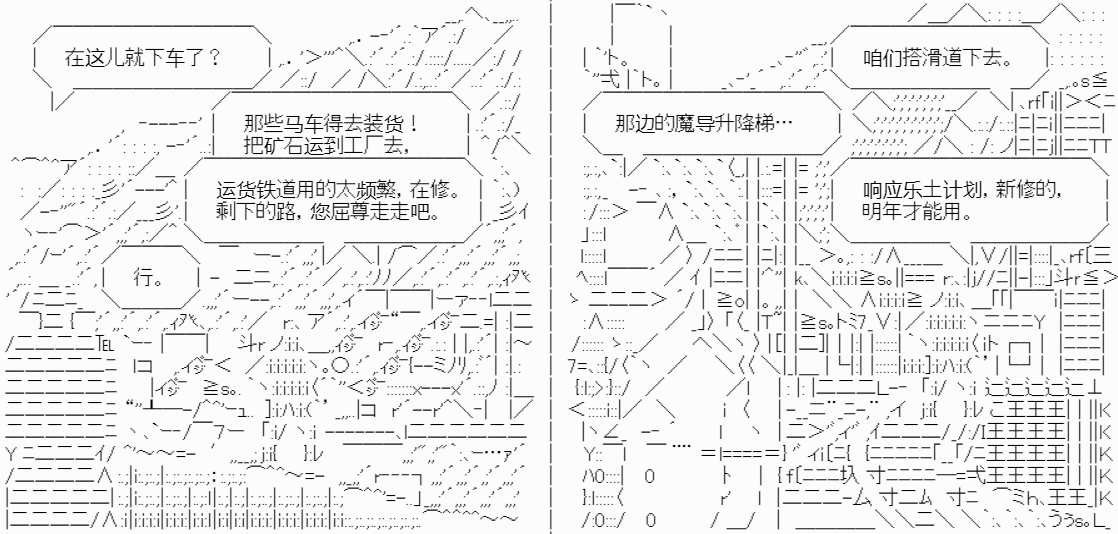 在这儿就下车了？
那些马车得去装货！
把矿石运到工厂去，
运货铁道用的太频繁，在修。
剩下的路，您屈尊走走吧。
行。
咱们搭滑道下去。
那边的魔导升降梯…
响应乐土计划，新修的，
明年才能用。